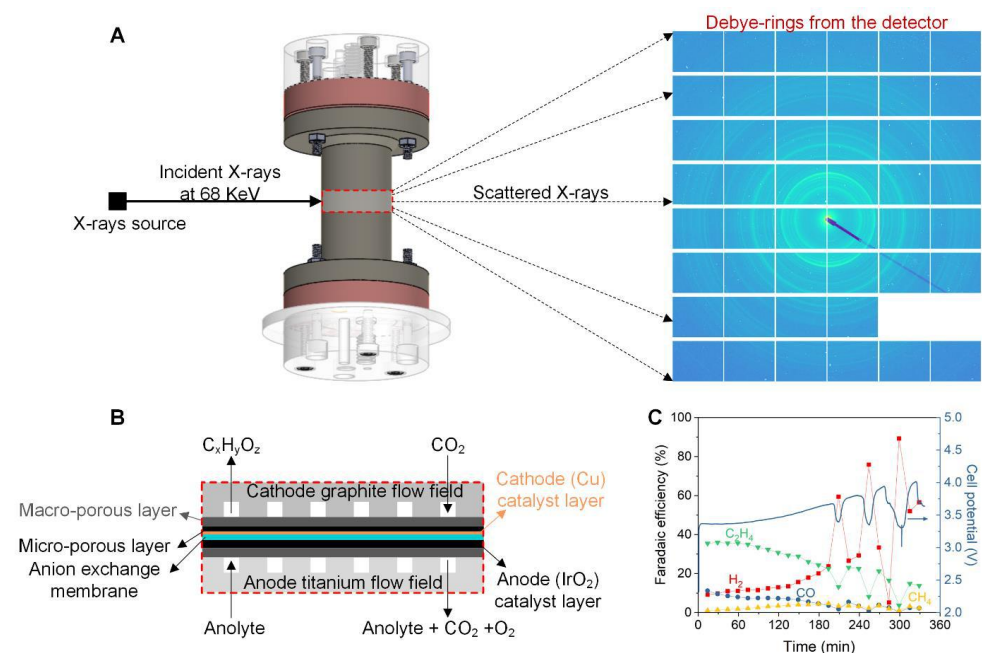 A
Debye-rings from the detector
Incident X-rays
at 68 KeV
Scattered X-rays
X-rays source
B
CxHyOz
CO2
Cathode graphite flow field
Cathode (Cu)
catalyst layer
Macro-porous layer
Micro-porous layer
Anion exchange
membrane
Anode titanium flow field
Anode (IrO2)
catalyst layer
Anolyte
Anolyte + CO2 +O2
C
Faradaic efficiency (%)
100
80
60
40
20
0
C2H4
H2
CO
CH4
5.0
4.5
4.0
3.5
3.0
2.5
2.0
Cell potential (V)
0 60 120 180 240 300 360
Time (min)